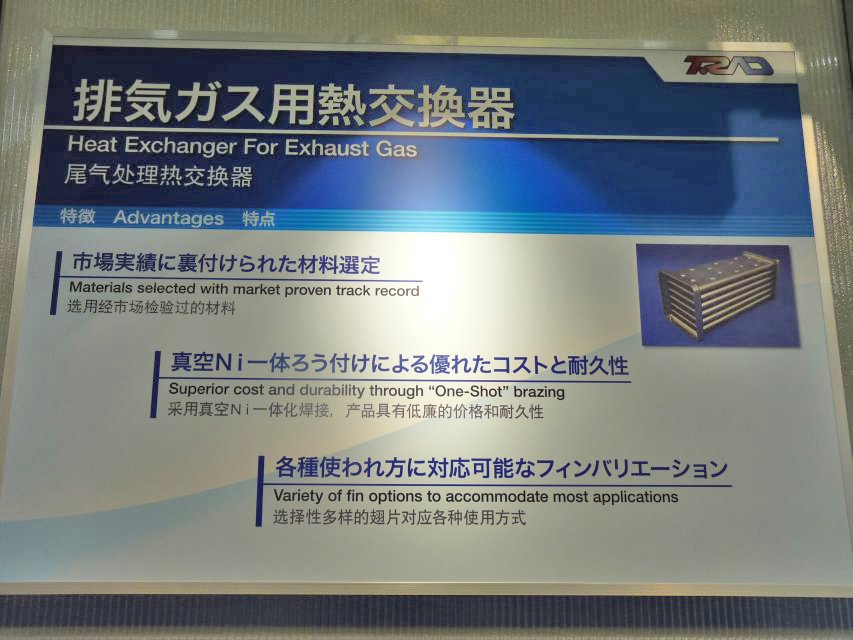 TRAD
排気ガス用熱交換器
Heat Exchanger For Exhaust Gas
尾气处理热交换器
特徴 Advantages 特点
市場実績に裏付けられた材料選定
Materials selected with market proven track record
选用经市场检验过的材料
真空Ni一体ろう付けによる優れたコストと耐久性
Superior cost and durability through “One-Shot” brazing
采用真空Ni一体化焊接, 产品具有低廉的价格和耐久性
各種使われ方に対応可能なフィンバリエーション
Variety of fin options to accommodate most applications
选择性多样的翅片对应各种使用方式